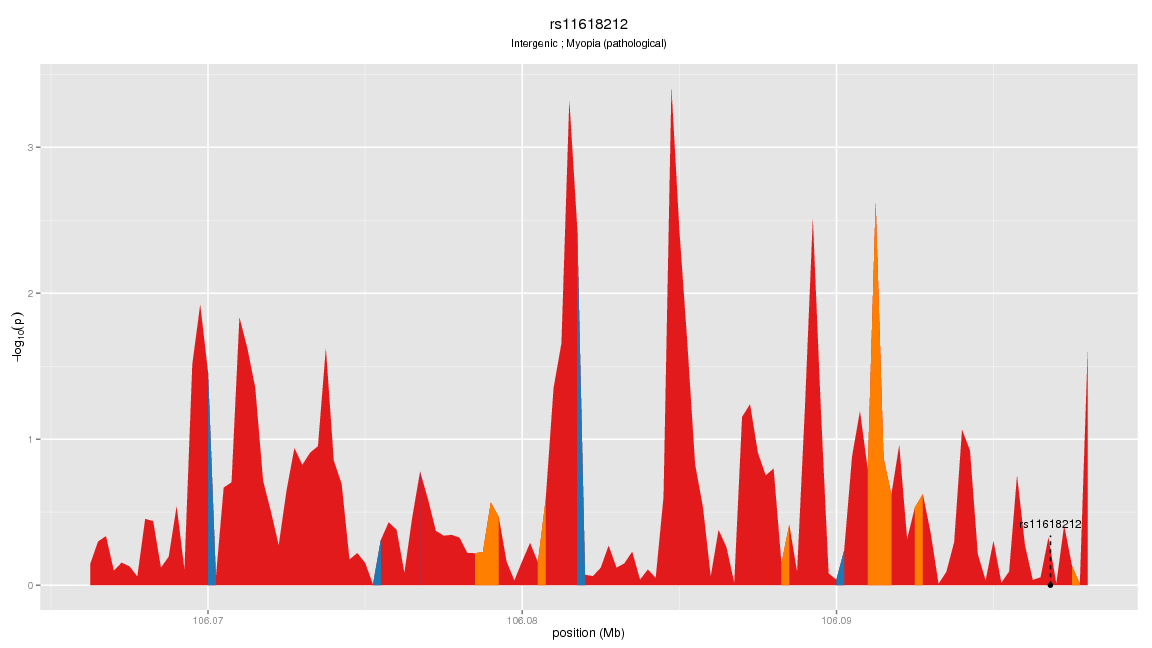 rs11618212
Intergenic ; Myopia (pathological)
−log10(p)
3
2
1
0
rs11618212
106.07
106.08
106.09
position (Mb)